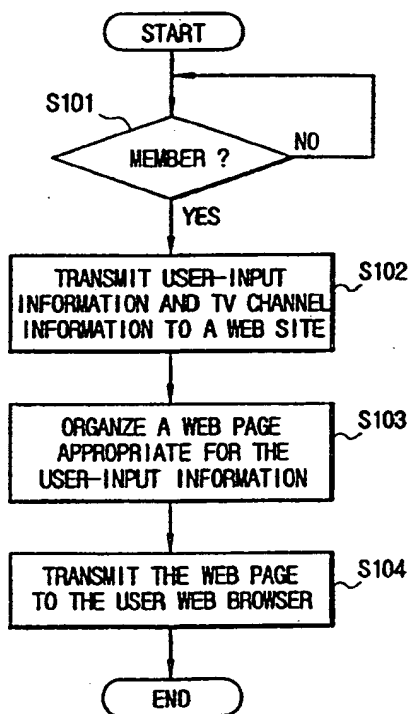 START
S101
MEMBER ?
NO
YES
TRANSMIT USER-INPUT
INFORMATION AND TV CHANNEL
INFORMATION TO A WEB SITE
S102
ORGANZE A WEB PAGE
APPROPRIATE FOR THE
USER-INPUT INFORMATION
S103
TRANSMIT THE WEB PAGE
TO THE USER WEB BROWSER
S104
END